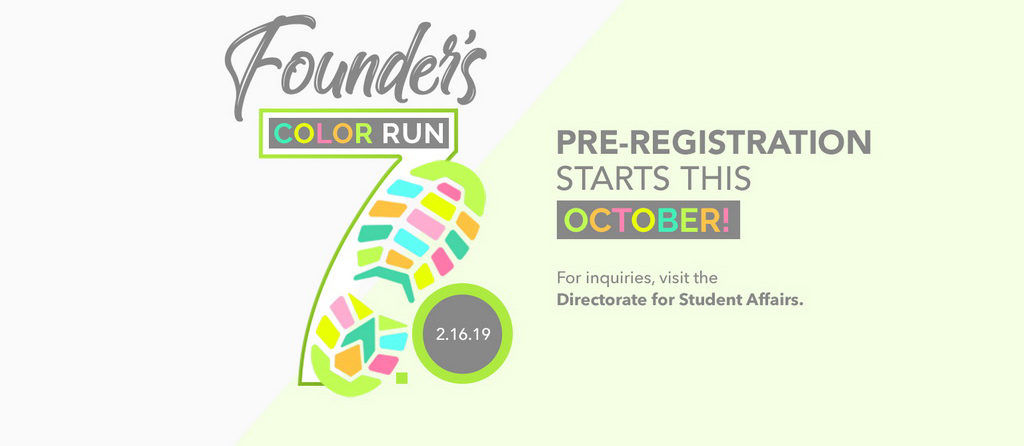 Founder's
COLOR RUN
7.
2.16.19
PRE-REGISTRATION
STARTS THIS
OCTOBER!
For inquiries, visit the
Directorate for Student Affairs.